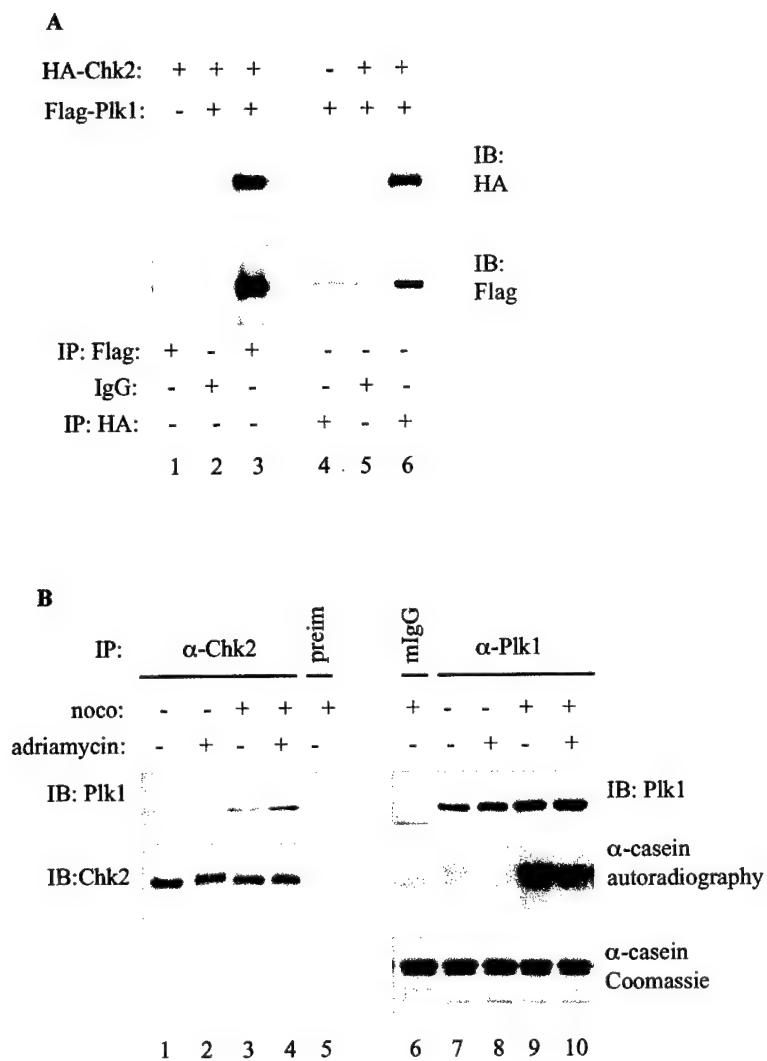 A
HA-Chk2: + + + - + +
Flag-Plk1: - + + + + +
IB:
HA
IB:
Flag
IP: Flag: + - + - - -
IgG: - + - - + -
IP: HA: - - - + - +
1 2 3 4 5 6
B
IP: α-Chk2 preim mIgG α-Plk1
noco: - - + + + + - - + +
adriamycin: - + - + - - - + - +
IB: Plk1 IB: Plk1
IB:Chk2 α-casein
autoradiography
α-casein
Coomassie
1 2 3 4 5 6 7 8 9 10